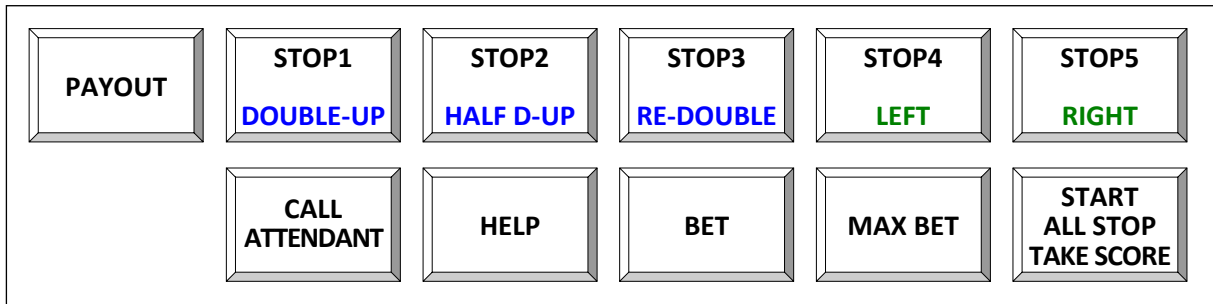 PAYOUT
STOP1
DOUBLE-UP
STOP2
HALF D-UP
STOP3
RE-DOUBLE
STOP4
LEFT
STOP5
RIGHT
CALL
ATTENDANT
HELP
BET
MAX BET
START
ALL STOP
TAKE SCORE